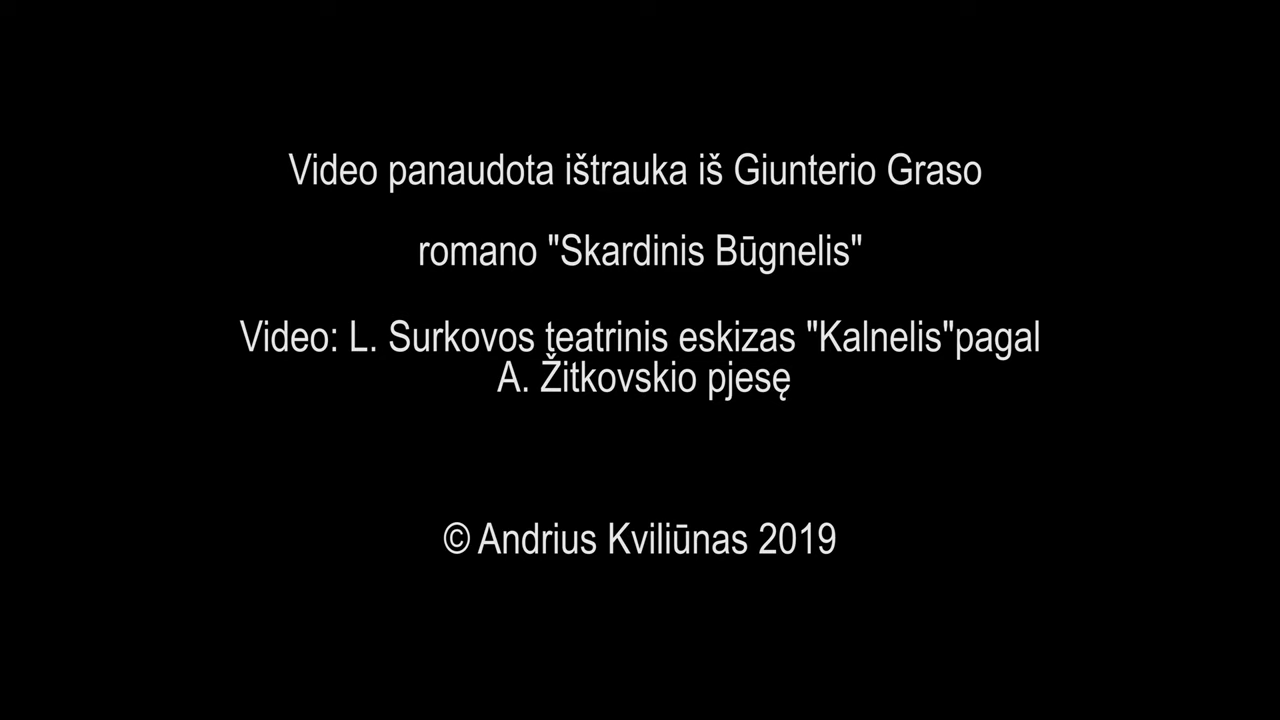 Video panaudota ištrauka iš Giunterio Graso
romano "Skardinis Būgnelis"
Video: L. Surkovos teatrinis eskizas "Kalnelis"pagal
A. Žitkovskio pjesę
© Andrius Kviliūnas 2019